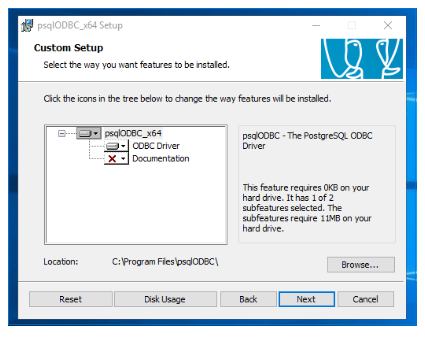 psqlODBC_x64 Setup
Custom Setup
Select the way you want features to be installed.
Click the icons in the tree below to change the way features will be installed.
psqlODBC_x64
ODBC Driver
Documentation
psqlODBC - The PostgreSQL ODBC
Driver
This feature requires 0KB on your
hard drive. It has 1 of 2
subfeatures selected. The
subfeatures require 11MB on your
hard drive.
Location: C:\Program Files\psqlODBC\
Browse...
Reset Disk Usage Back Next Cancel